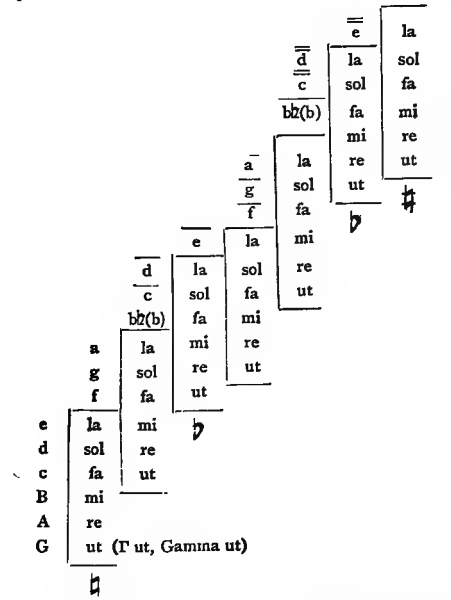 e̿ la
d̿ la sol
c̿ sol fa
b♮(b) fa mi
mi re
a̅ la re ut
g̅ sol ut ♮
f̅ fa ♭
e̅ la mi
d̅ la sol re
c̅ sol fa ut
b♮(b) fa mi
a la mi re
g sol re ut
f fa ut
e la mi ♭
d sol re
c fa ut
B mi
A re
G ut (Γ ut, Gamma ut)
♮